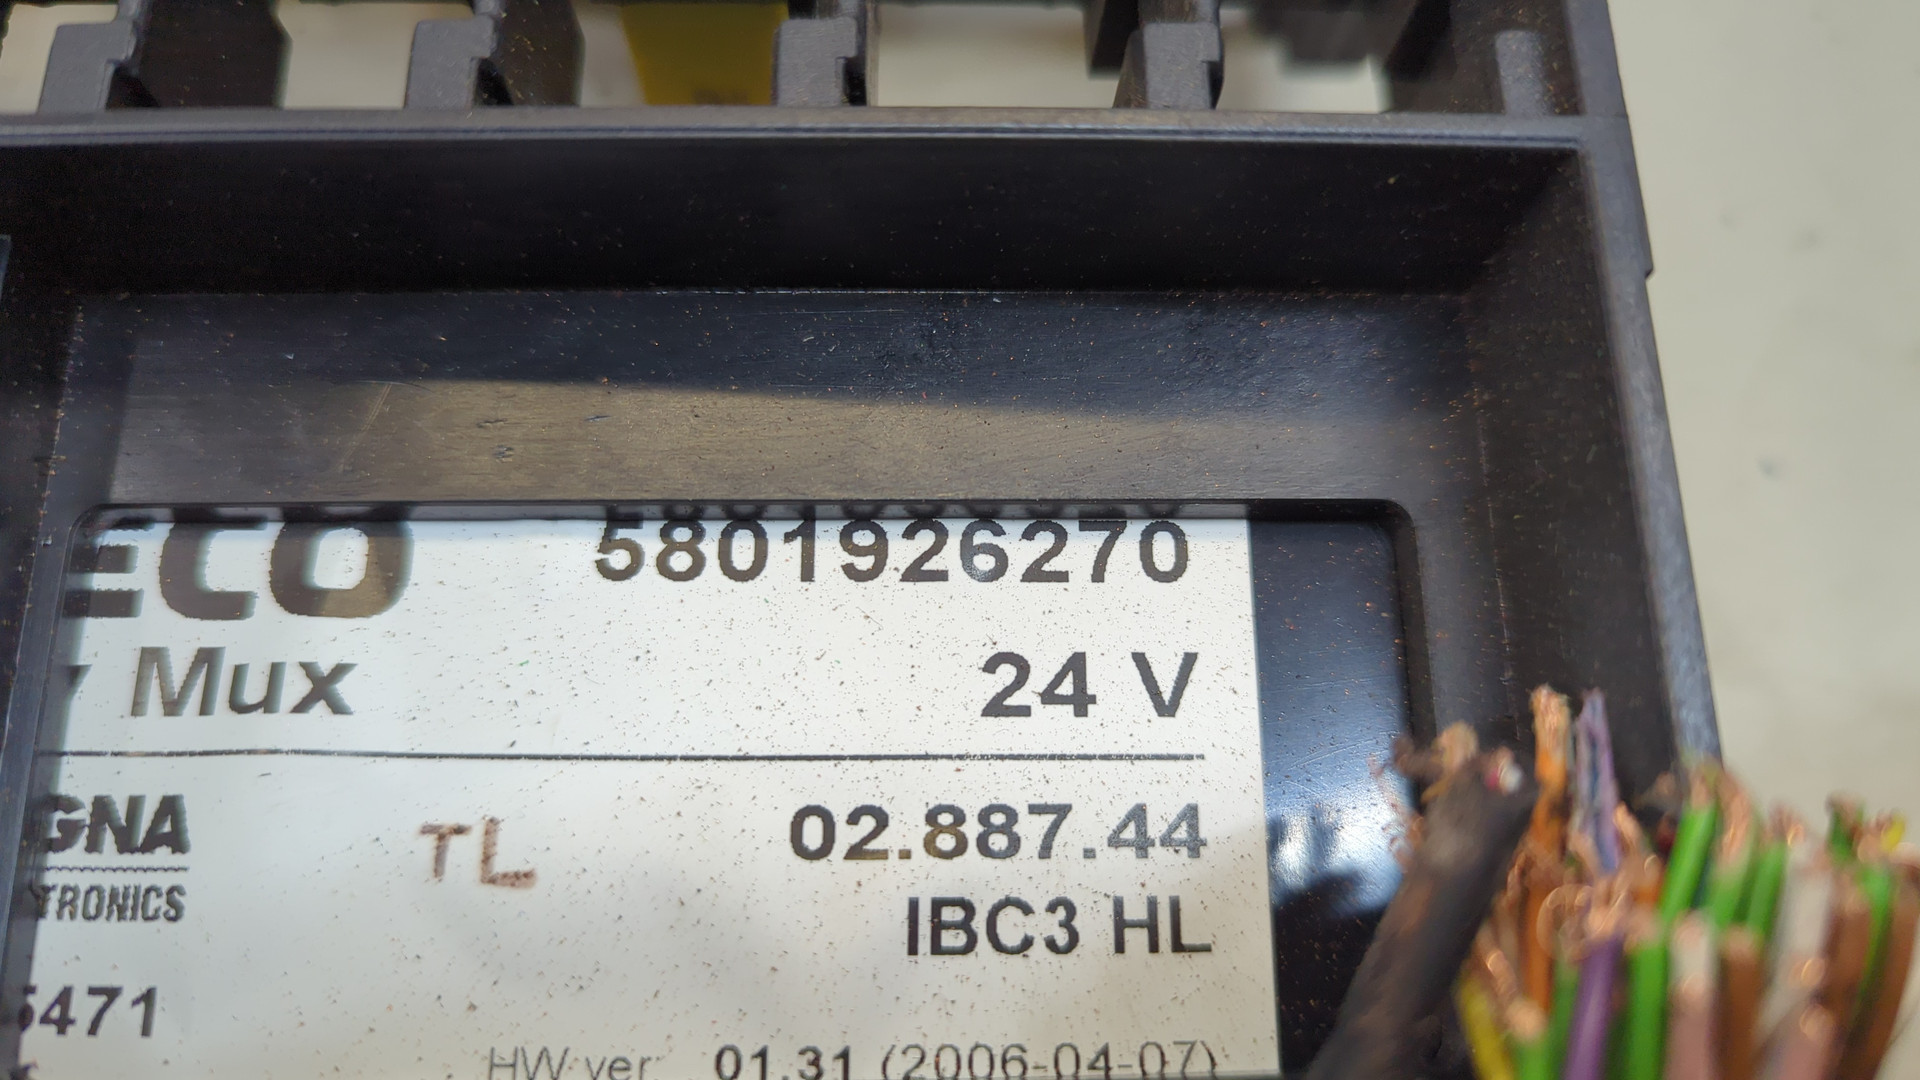 ECO 5801926270
Mux 24 V
GNA
TL 02.887.44
TRONICS IBC3 HL
5471
HW ver 01.31 (2006-04-07)